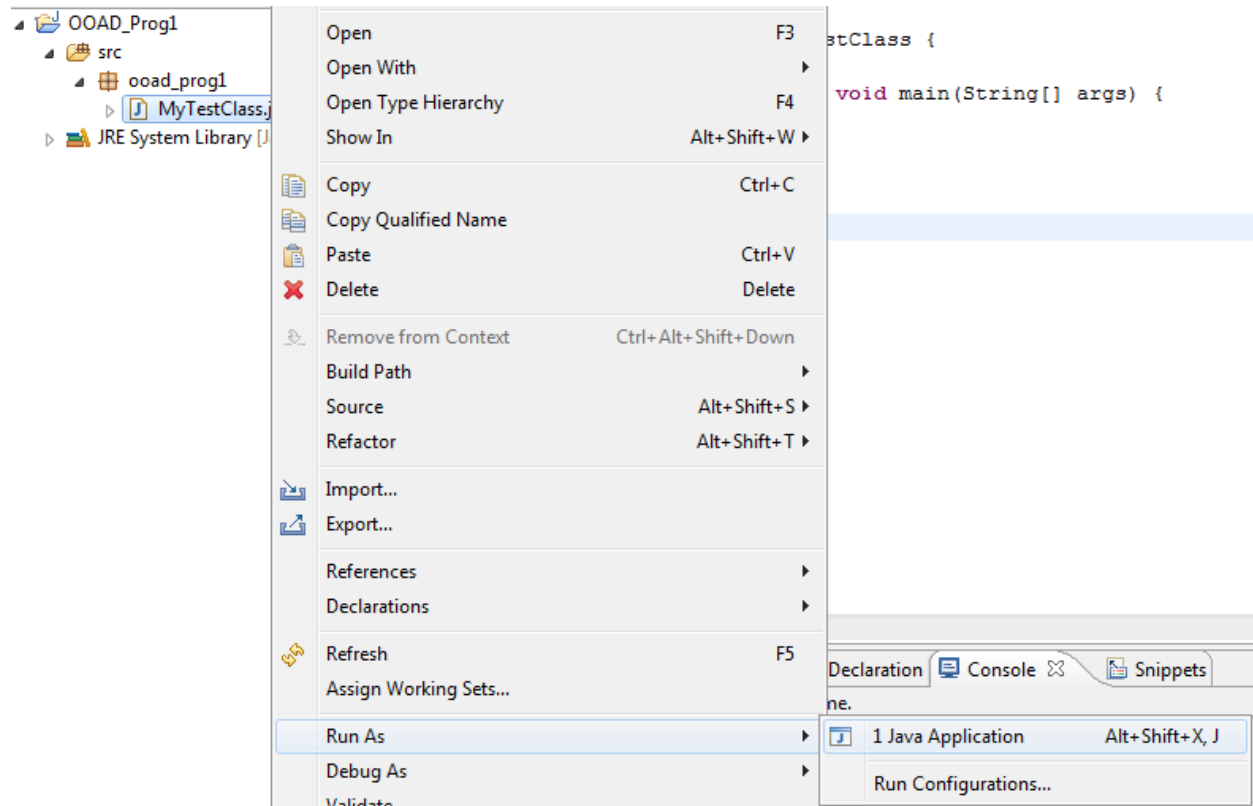 OOAD_Prog1
src
ooad_prog1
MyTestClass.j
JRE System Library [J
Open F3
Open With
Open Type Hierarchy F4
Show In Alt+Shift+W
Copy Ctrl+C
Copy Qualified Name
Paste Ctrl+V
Delete Delete
Remove from Context Ctrl+Alt+Shift+Down
Build Path
Source Alt+Shift+S
Refactor Alt+Shift+T
Import...
Export...
References
Declarations
Refresh F5
Assign Working Sets...
Run As
Debug As
Validate
stClass {
void main(String[] args) {
Declaration Console Snippets
me.
1 Java Application Alt+Shift+X, J
Run Configurations...